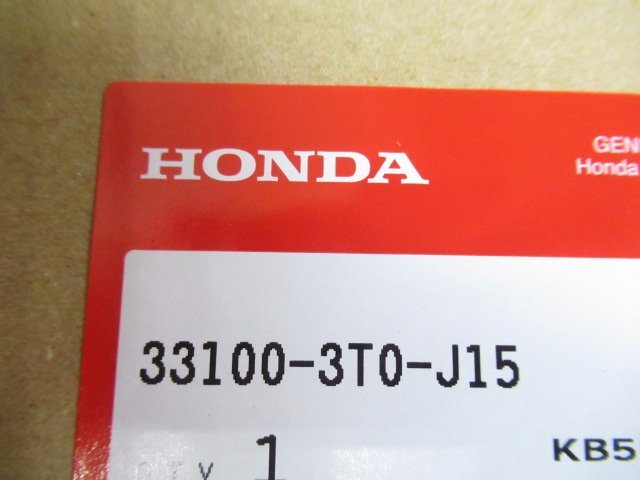 HONDA
GEN
Honda
33100-3T0-J15
1
KB5